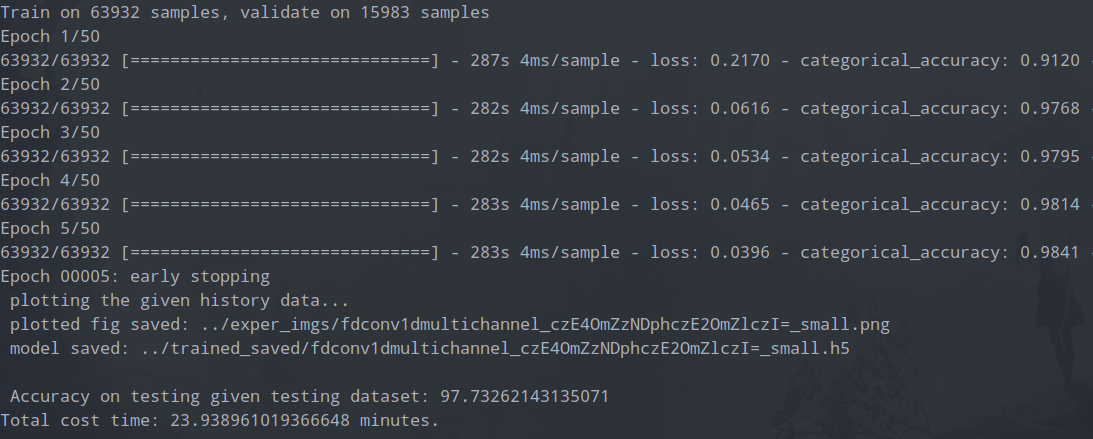 Train on 63932 samples, validate on 15983 samples
Epoch 1/50
63932/63932 [==============================] - 287s 4ms/sample - loss: 0.2170 - categorical_accuracy: 0.9120 -
Epoch 2/50
63932/63932 [==============================] - 282s 4ms/sample - loss: 0.0616 - categorical_accuracy: 0.9768 -
Epoch 3/50
63932/63932 [==============================] - 282s 4ms/sample - loss: 0.0534 - categorical_accuracy: 0.9795 -
Epoch 4/50
63932/63932 [==============================] - 283s 4ms/sample - loss: 0.0465 - categorical_accuracy: 0.9814 -
Epoch 5/50
63932/63932 [==============================] - 283s 4ms/sample - loss: 0.0396 - categorical_accuracy: 0.9841 -
Epoch 00005: early stopping
 plotting the given history data...
 plotted fig saved: ../exper_imgs/fdconv1dmultichannel_czE4OmZzNDphczE2OmZlczI=_small.png
 model saved: ../trained_saved/fdconv1dmultichannel_czE4OmZzNDphczE2OmZlczI=_small.h5

 Accuracy on testing given testing dataset: 97.73262143135071
Total cost time: 23.938961019366648 minutes.